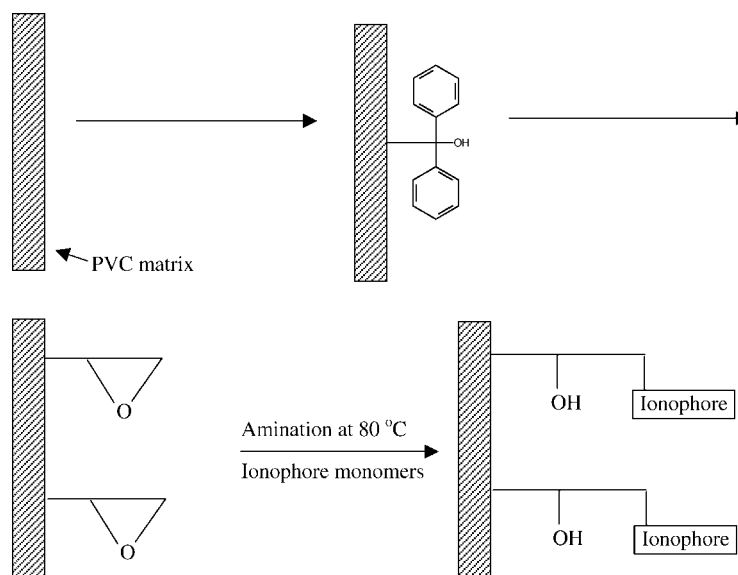 OH
PVC matrix
O
Amination at 80 °C
Ionophore monomers
OH
Ionophore
O
OH
Ionophore